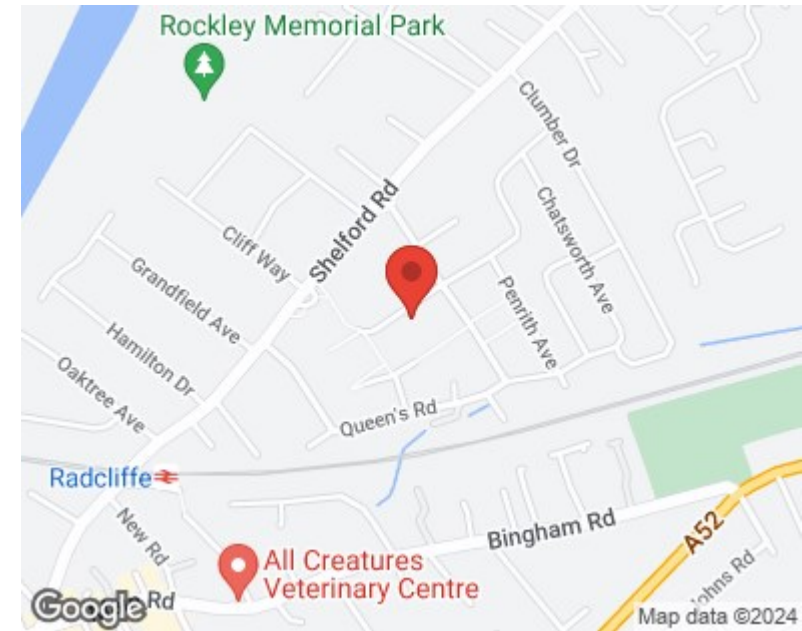 Rockley Memorial Park
Clumber Dr
Shelford Rd
Chatsworth Ave
Cliff Way
Grandfield Ave
Penrith Ave
Hamilton Dr
Oaktree Ave
Queen's Rd
Radcliffe
New Rd
Bingham Rd
A52
All Creatures
Veterinary Centre
Johns Rd
Rd
Google
Map data ©2024